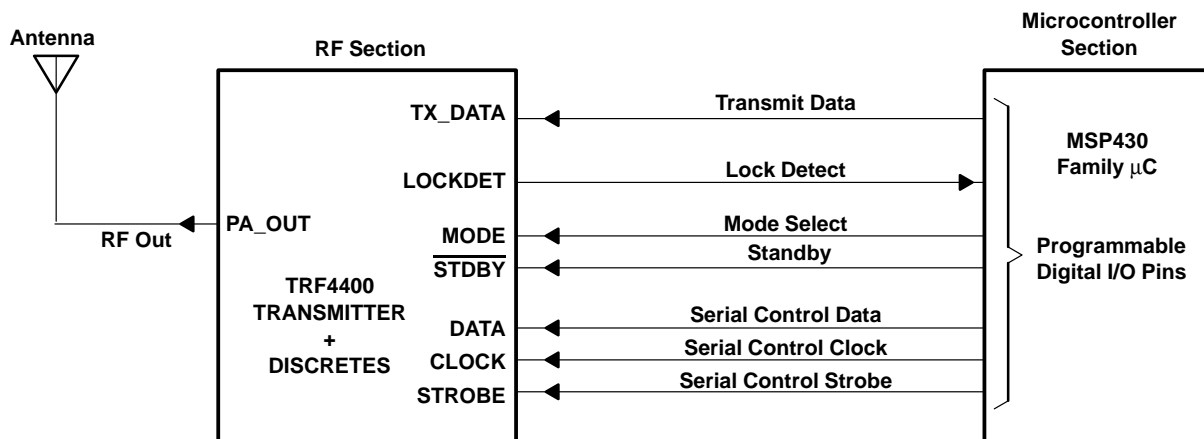 Antenna
RF Out
RF Section
TX_DATA
LOCKDET
PA_OUT
MODE
STDBY
TRF4400
TRANSMITTER
+
DISCRETES
DATA
CLOCK
STROBE
Transmit Data
Lock Detect
Mode Select
Standby
Serial Control Data
Serial Control Clock
Serial Control Strobe
Microcontroller
Section
MSP430
Family μC
Programmable
Digital I/O Pins